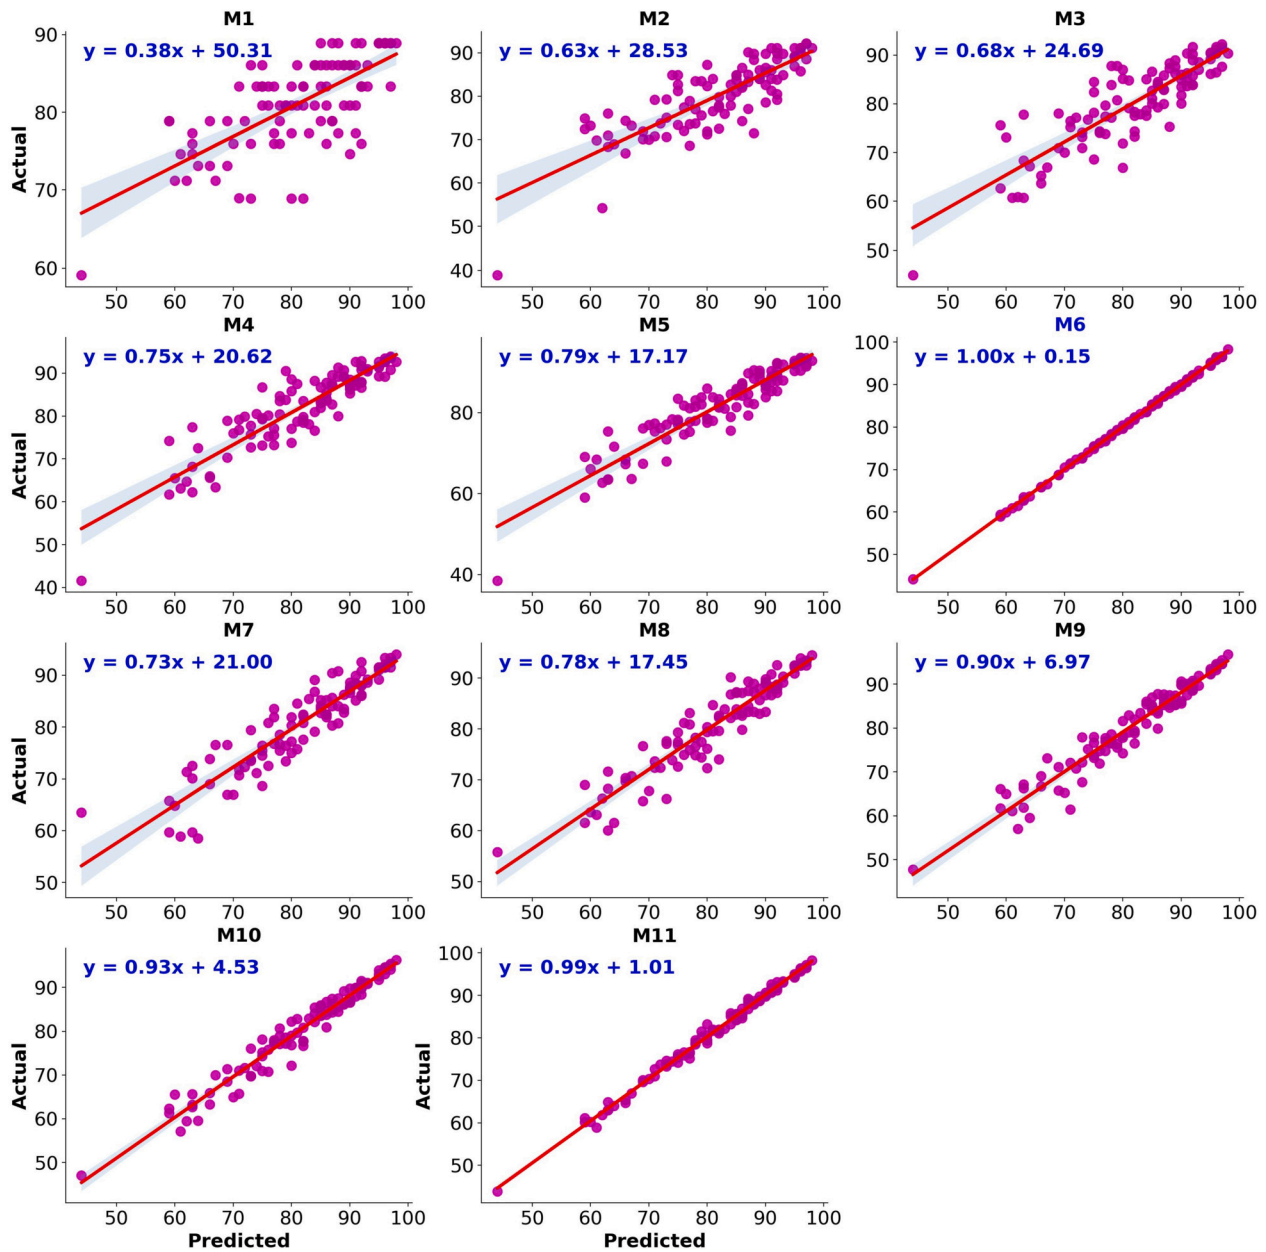 M1
y = 0.38x + 50.31
90
80
70
60
Actual
50 60 70 80 90 100
M2
y = 0.63x + 28.53
90
80
70
60
50
40
50 60 70 80 90 100
M3
y = 0.68x + 24.69
90
80
70
60
50
50 60 70 80 90 100
M4
y = 0.75x + 20.62
90
80
70
60
50
40
Actual
50 60 70 80 90 100
M5
y = 0.79x + 17.17
80
60
40
50 60 70 80 90 100
M6
y = 1.00x + 0.15
100
90
80
70
60
50
50 60 70 80 90 100
M7
y = 0.73x + 21.00
90
80
70
60
50
Actual
50 60 70 80 90 100
M8
y = 0.78x + 17.45
90
80
70
60
50
50 60 70 80 90 100
M9
y = 0.90x + 6.97
90
80
70
60
50
50 60 70 80 90 100
M10
y = 0.93x + 4.53
90
80
70
60
50
Actual
50 60 70 80 90 100
Predicted
M11
y = 0.99x + 1.01
100
90
80
70
60
50
Actual
50 60 70 80 90 100
Predicted